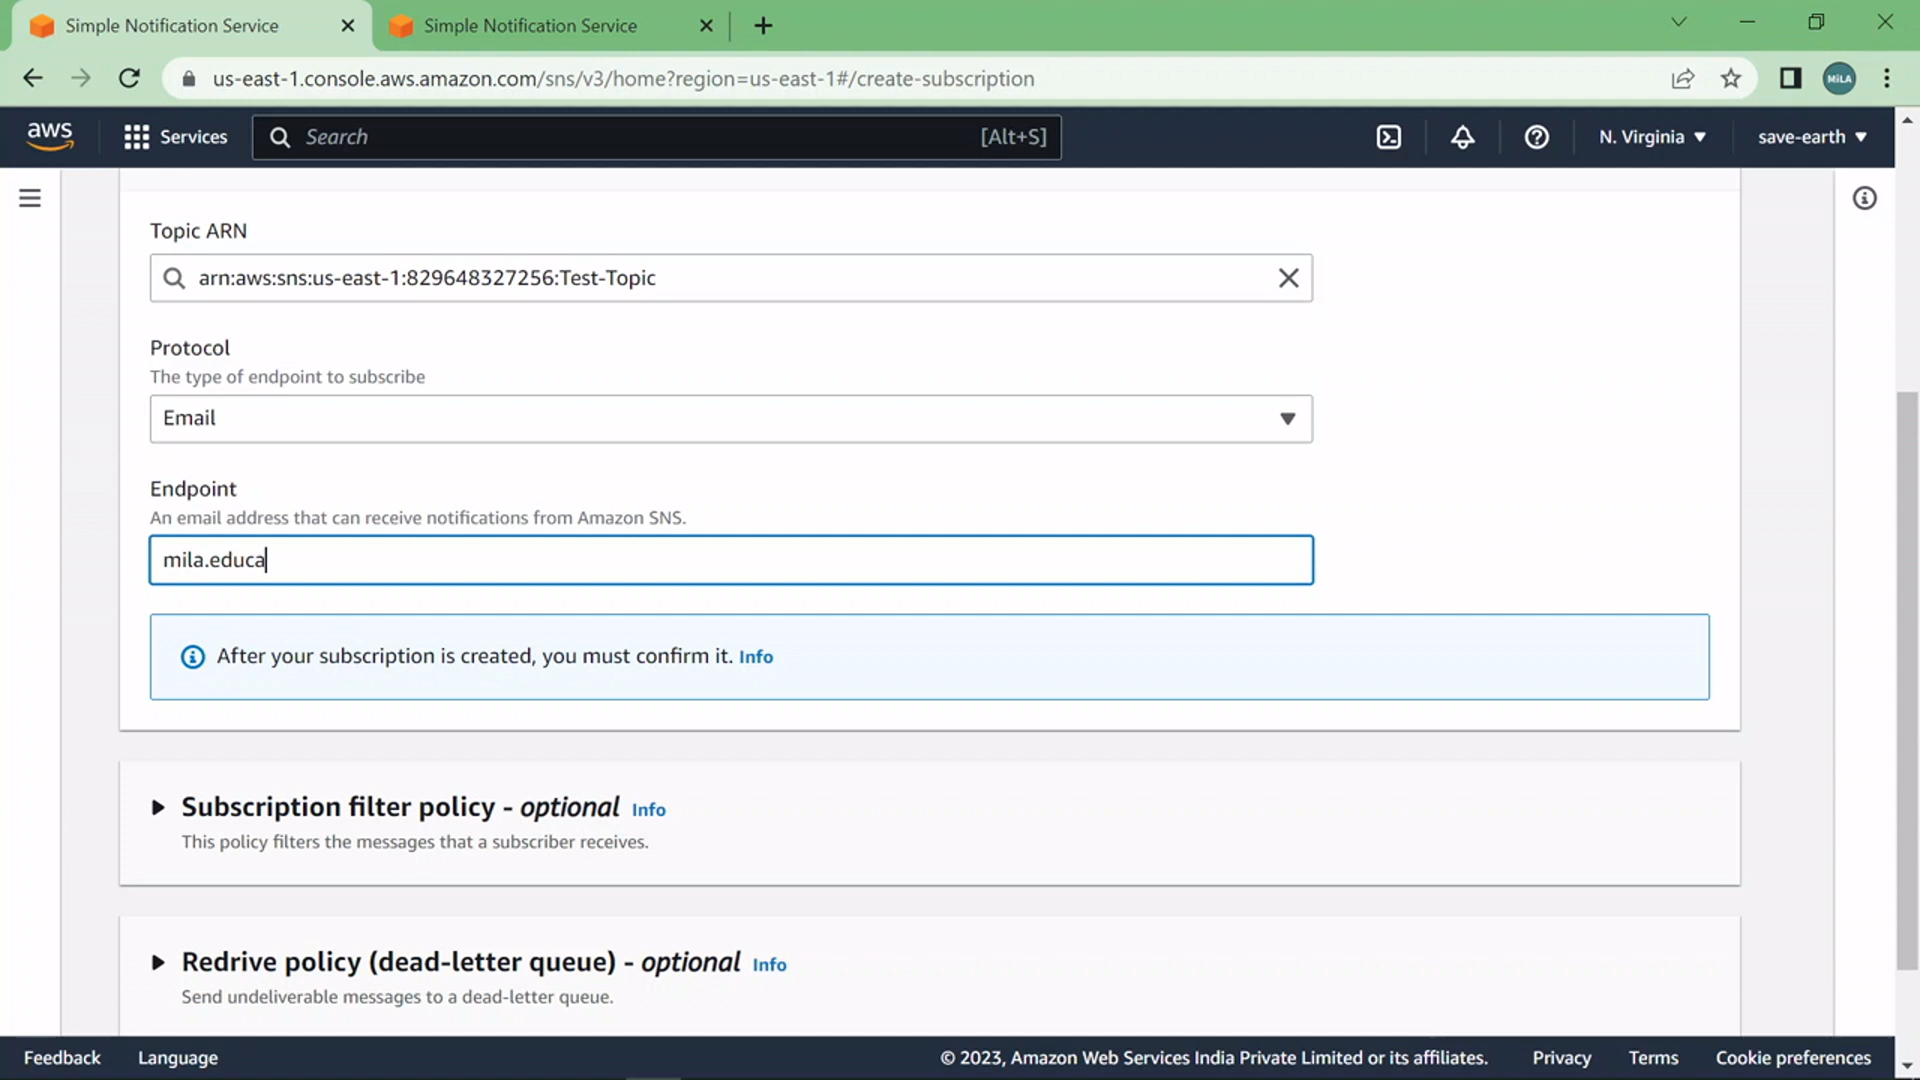 Simple Notification Service
Simple Notification Service
us-east-1.console.aws.amazon.com/sns/v3/home?region=us-east-1#/create-subscription
MiLA
aws
Services
Search
[Alt+S]
N. Virginia
save-earth
Topic ARN
arn:aws:sns:us-east-1:829648327256:Test-Topic
Protocol
The type of endpoint to subscribe
Email
Endpoint
An email address that can receive notifications from Amazon SNS.
mila.educa
After your subscription is created, you must confirm it. Info
Subscription filter policy - optional Info
This policy filters the messages that a subscriber receives.
Redrive policy (dead-letter queue) - optional Info
Send undeliverable messages to a dead-letter queue.
Feedback
Language
© 2023, Amazon Web Services India Private Limited or its affiliates.
Privacy
Terms
Cookie preferences